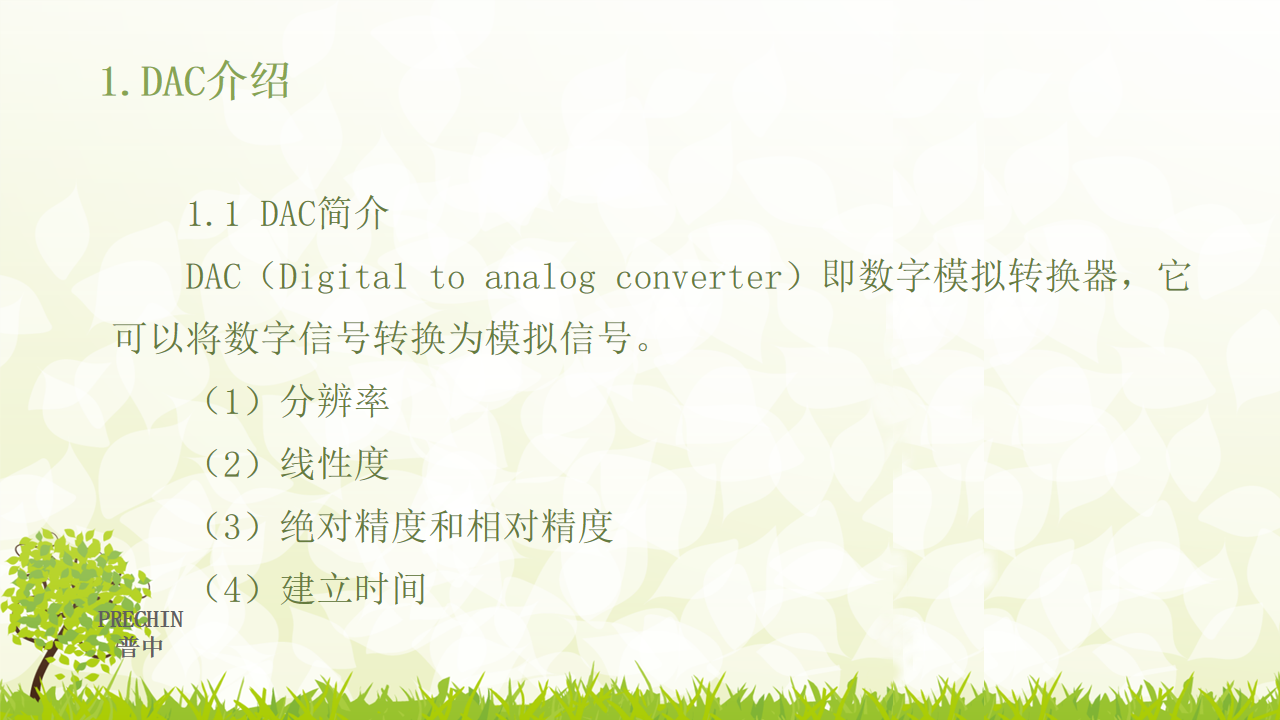 1.DAC介绍
1.1 DAC简介
DAC（Digital to analog converter）即数字模拟转换器，它
可以将数字信号转换为模拟信号。
（1）分辨率
（2）线性度
（3）绝对精度和相对精度
（4）建立时间
PRECHIN
普中